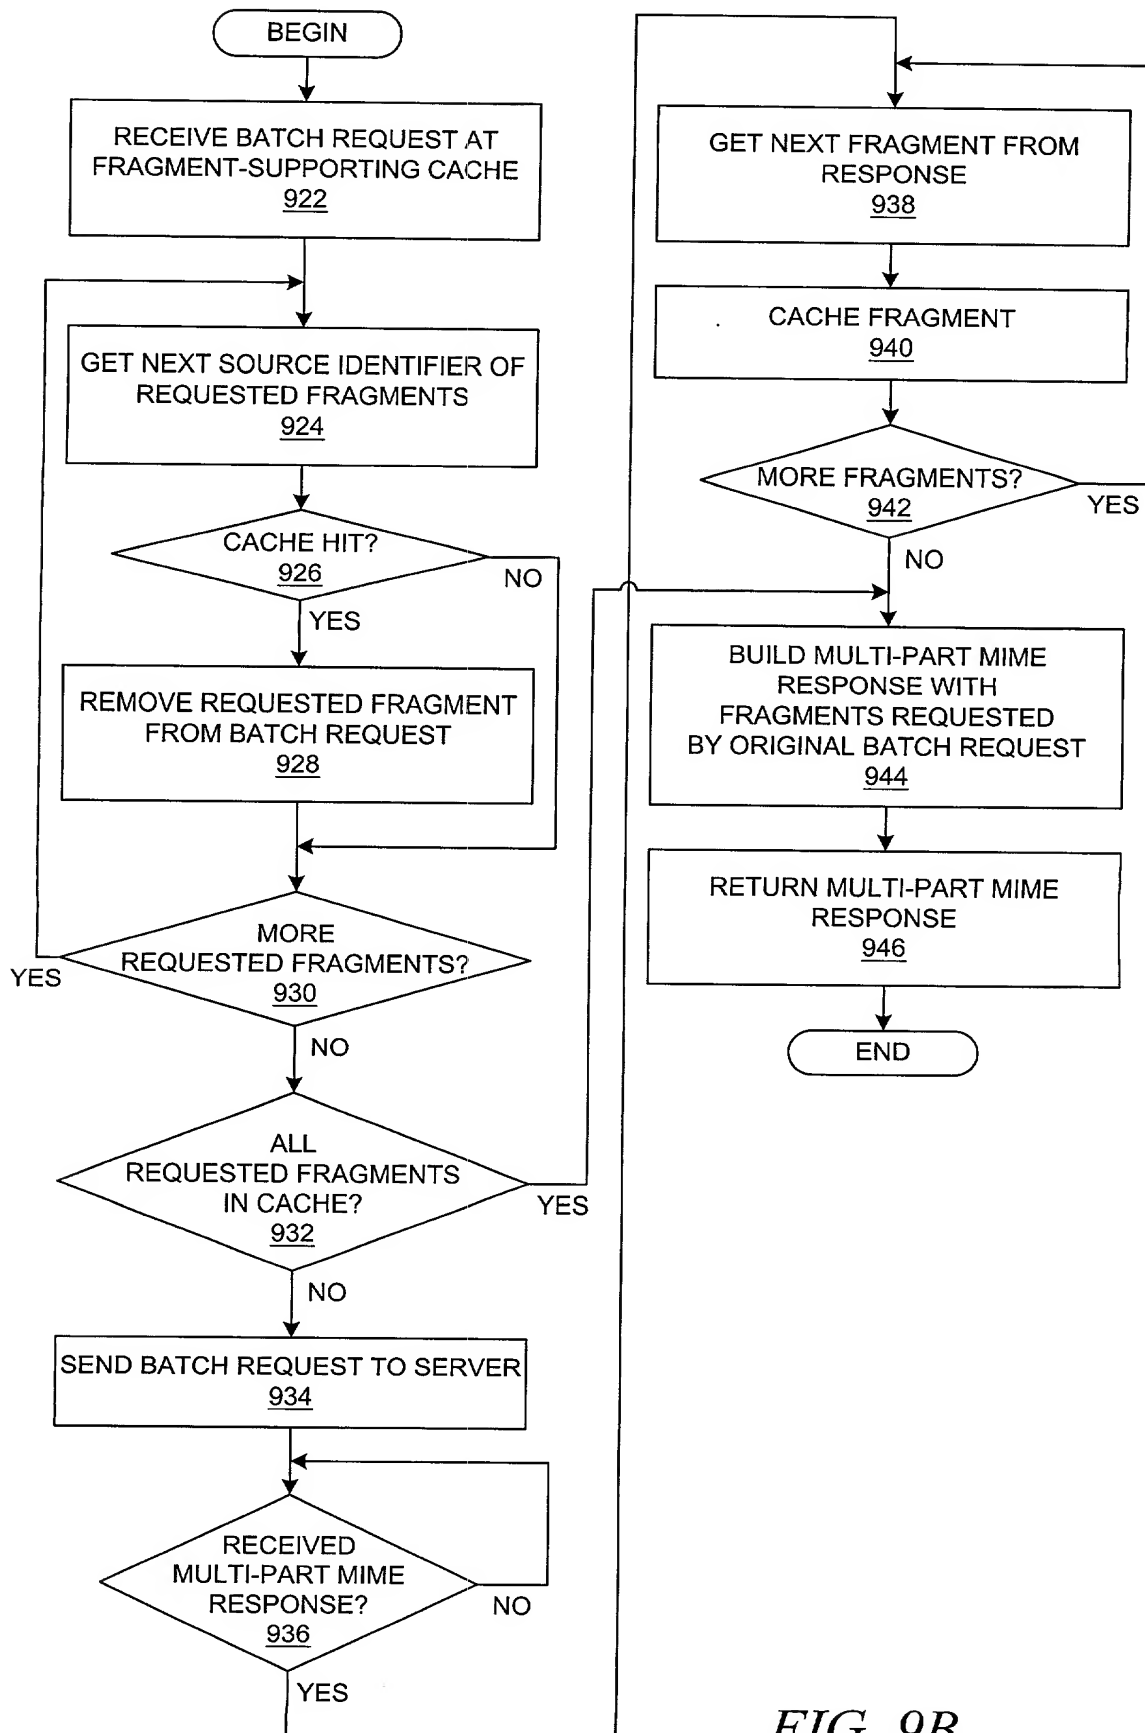 BEGIN
RECEIVE BATCH REQUEST AT
FRAGMENT-SUPPORTING CACHE
922
GET NEXT SOURCE IDENTIFIER OF
REQUESTED FRAGMENTS
924
CACHE HIT?
926
NO
YES
REMOVE REQUESTED FRAGMENT
FROM BATCH REQUEST
928
MORE
REQUESTED FRAGMENTS?
930
YES
NO
ALL
REQUESTED FRAGMENTS
IN CACHE?
932
YES
NO
SEND BATCH REQUEST TO SERVER
934
RECEIVED
MULTI-PART MIME
RESPONSE?
936
NO
YES
GET NEXT FRAGMENT FROM
RESPONSE
938
CACHE FRAGMENT
940
MORE FRAGMENTS?
942
YES
NO
BUILD MULTI-PART MIME
RESPONSE WITH
FRAGMENTS REQUESTED
BY ORIGINAL BATCH REQUEST
944
RETURN MULTI-PART MIME
RESPONSE
946
END
FIG. 9B